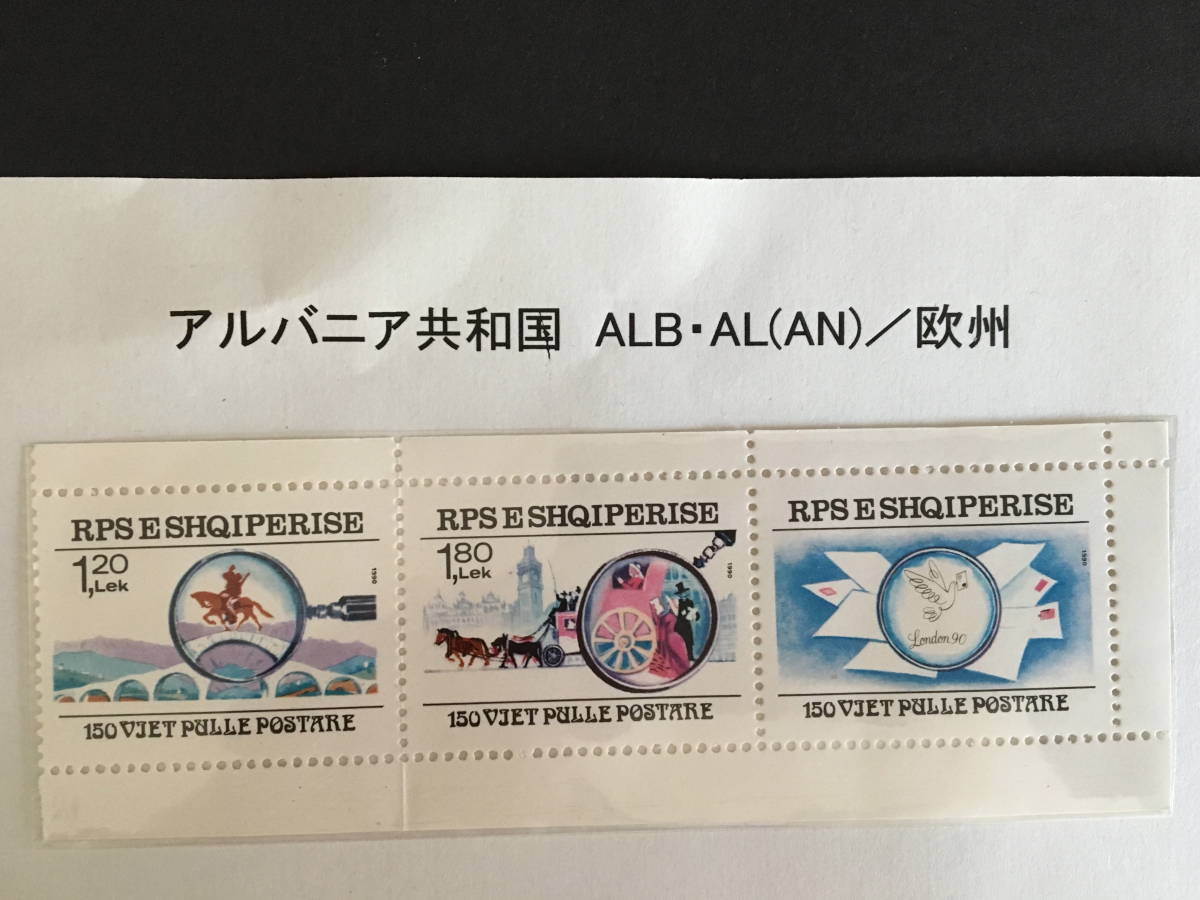 アルバニア共和国 ALB・AL(AN)／欧州
RPS E SHQIPERISE
1,20 Lek
1990
150 VJET PULLE POSTARE
RPS E SHQIPERISE
1,80 Lek
1990
150 VJET PULLE POSTARE
RPS E SHQIPERISE
1990
London 90
150 VJET PULLE POSTARE